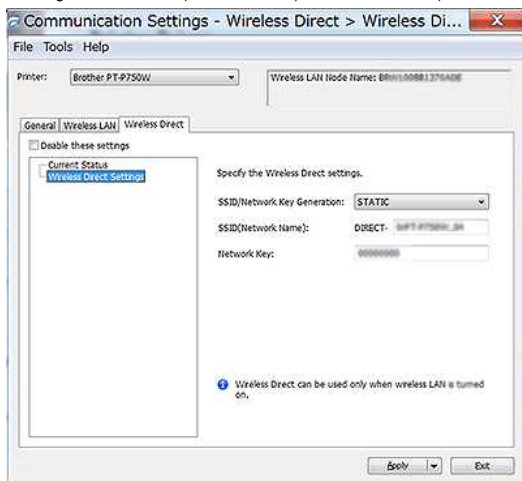 Communication Settings - Wireless Direct > Wireless Di...
File Tools Help
Printer: Brother PT-P750W Wireless LAN Node Name:
General Wireless LAN Wireless Direct
Disable these settings
Current Status
Wireless Direct Settings
Specify the Wireless Direct settings.
SSID/Network Key Generation: STATIC
SSID(Network Name): DIRECT-
Network Key:
Wireless Direct can be used only when wireless LAN is turned
on.
Apply Exit